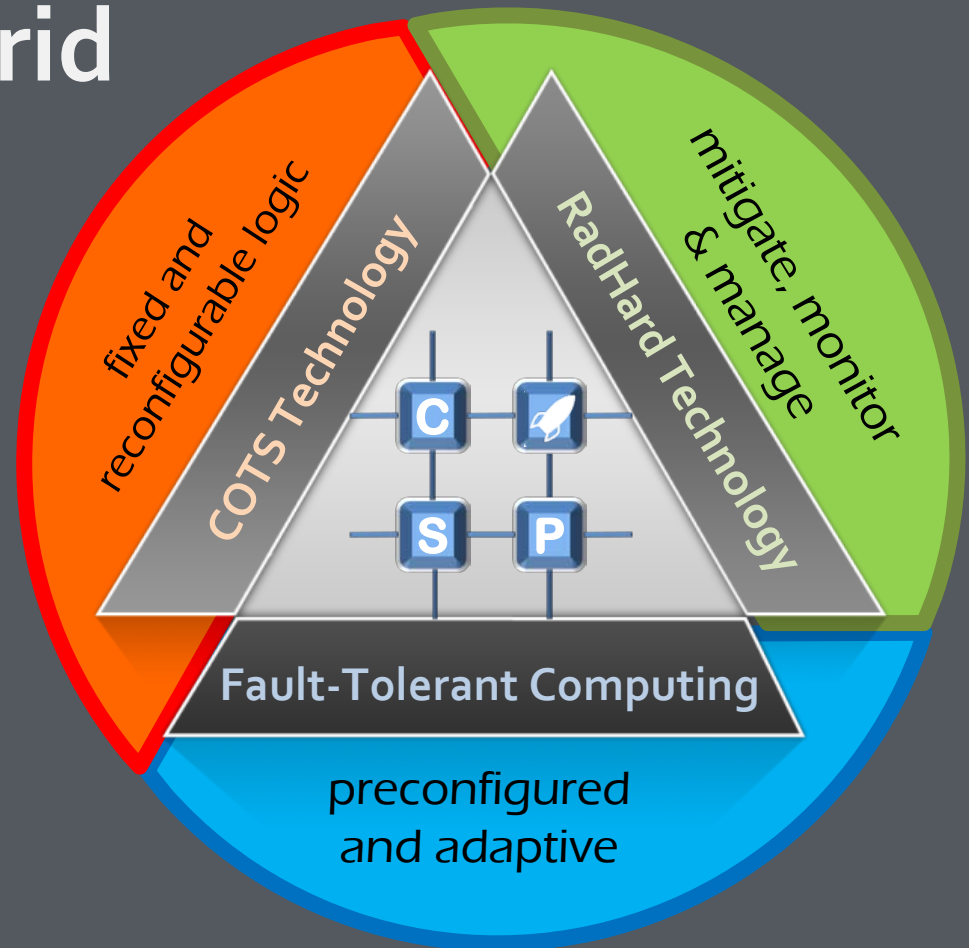 rid
fixed and
reconfigurable logic
COTS Technology
RadHard Technology
mitigate, monitor
& manage
C
S P
Fault-Tolerant Computing
preconfigured
and adaptive